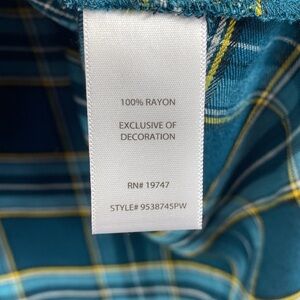 100% RAYON
EXCLUSIVE OF
DECORATION
RN# 19747
STYLE# 9538745PW